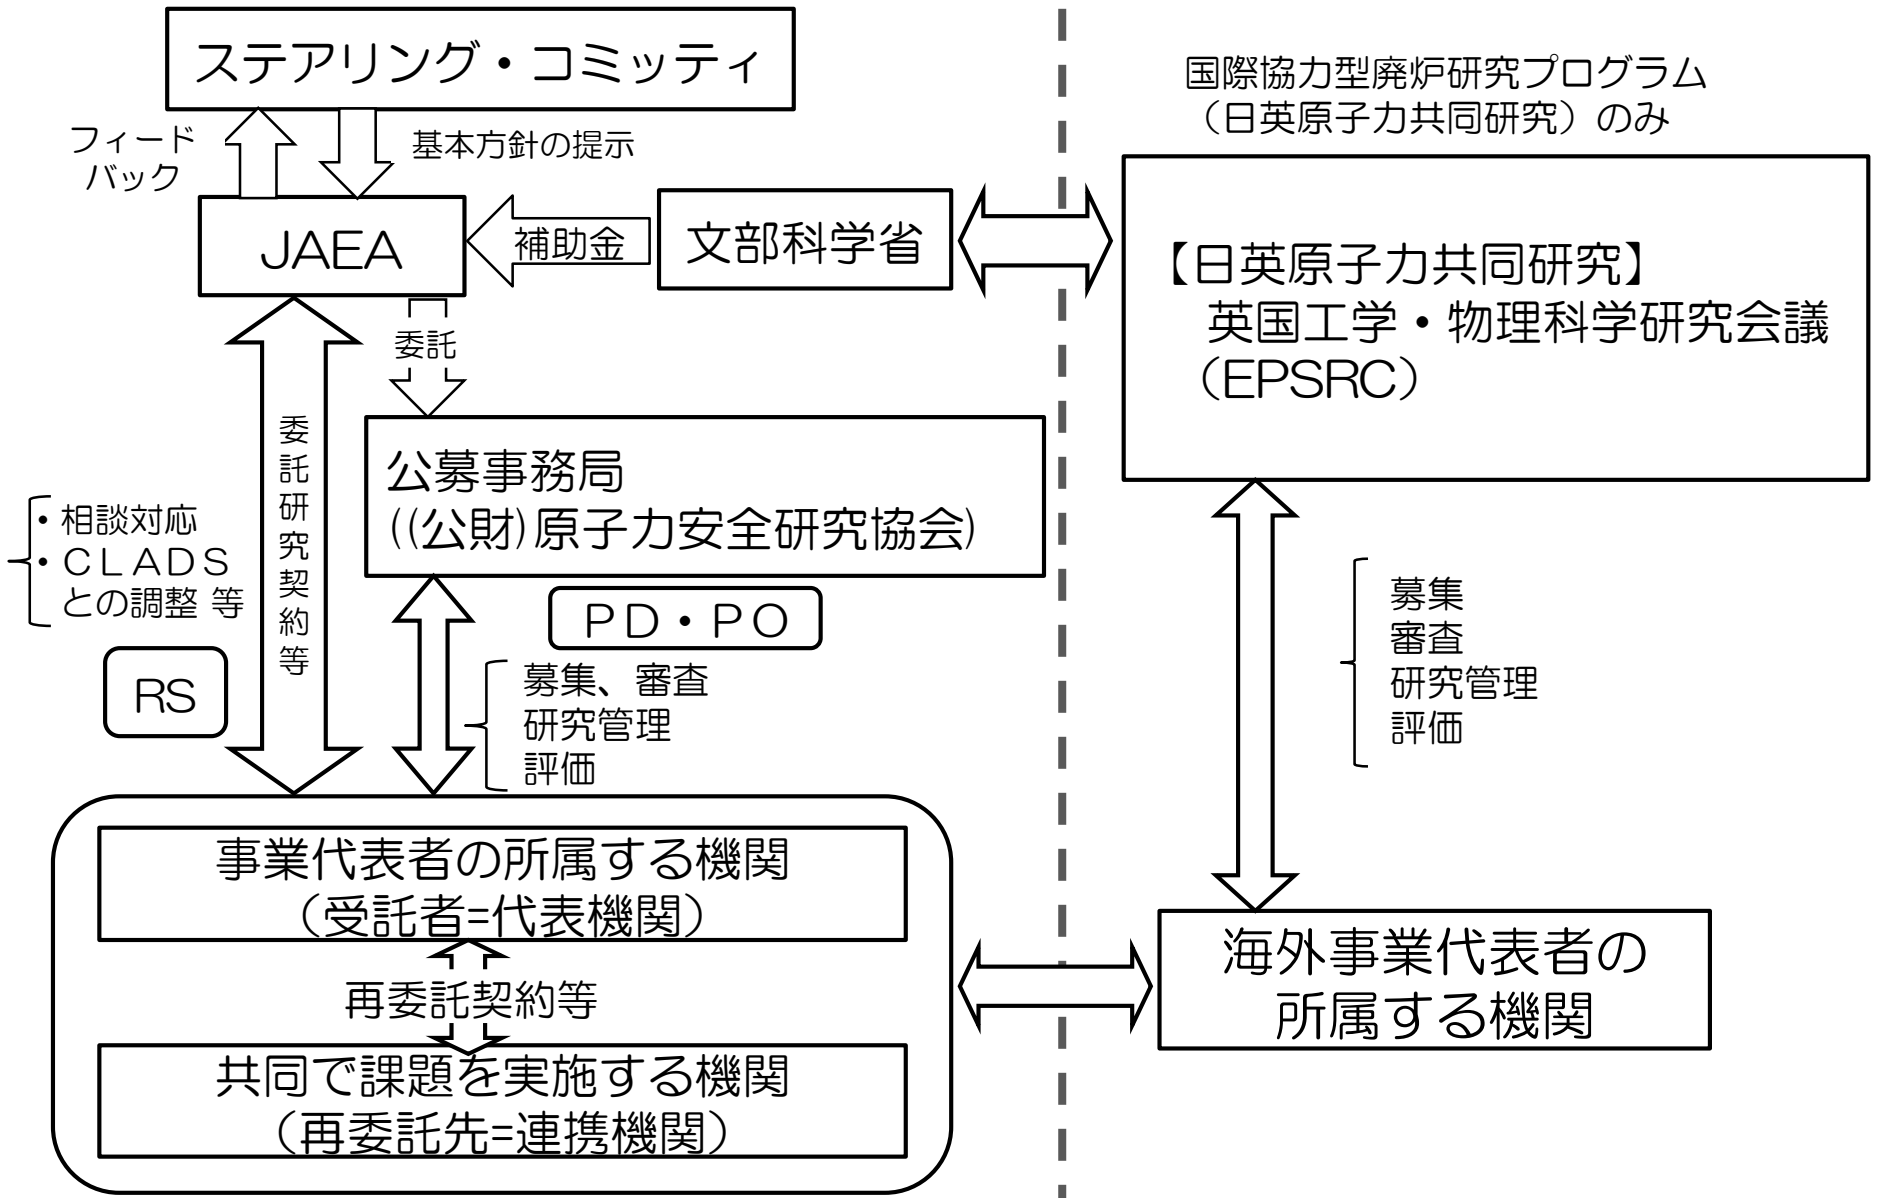 ステアリング・コミッティ
フィード
バック
基本方針の提示
JAEA
補助金
文部科学省
委託
公募事務局
((公財)原子力安全研究協会)
委託研究契約等
・相談対応
・ＣＬＡＤＳ
との調整 等
RS
ＰＤ・ＰＯ
募集、審査
研究管理
評価
事業代表者の所属する機関
（受託者=代表機関）
再委託契約等
共同で課題を実施する機関
（再委託先=連携機関）
国際協力型廃炉研究プログラム
（日英原子力共同研究）のみ
【日英原子力共同研究】
英国工学・物理科学研究会議
（EPSRC）
募集
審査
研究管理
評価
海外事業代表者の
所属する機関